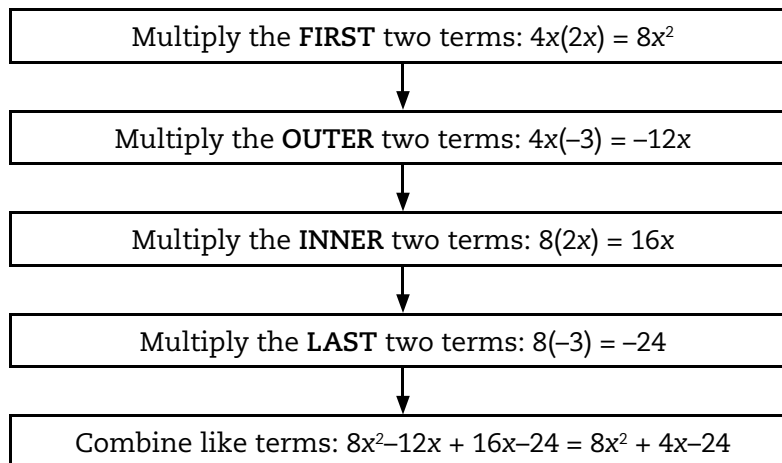 Multiply the FIRST two terms: 4x(2x) = 8x²
Multiply the OUTER two terms: 4x(–3) = –12x
Multiply the INNER two terms: 8(2x) = 16x
Multiply the LAST two terms: 8(–3) = –24
Combine like terms: 8x²–12x + 16x–24 = 8x² + 4x–24